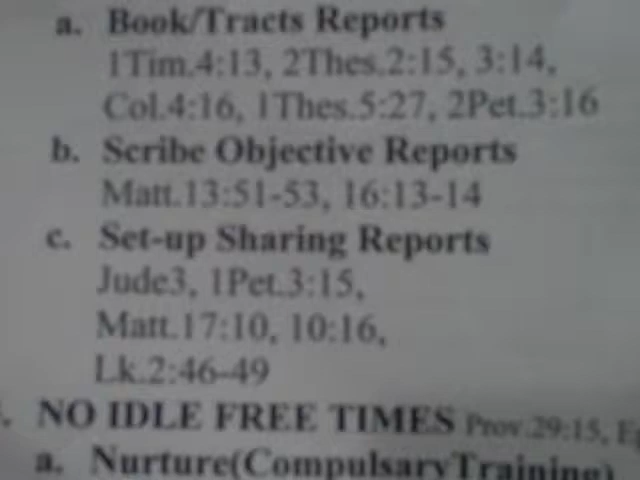 a. Book/Tracts Reports
1Tim.4:13, 2Thes.2:15, 3:14,
Col.4:16, 1Thes.5:27, 2Pet.3:16
b. Scribe Objective Reports
Matt.13:51-53, 16:13-14
c. Set-up Sharing Reports
Jude3, 1Pet.3:15,
Matt.17:10, 10:16,
Lk.2:46-49
. NO IDLE FREE TIMES Prov.29:15,
a. Nurture(CompulsaryTraining)